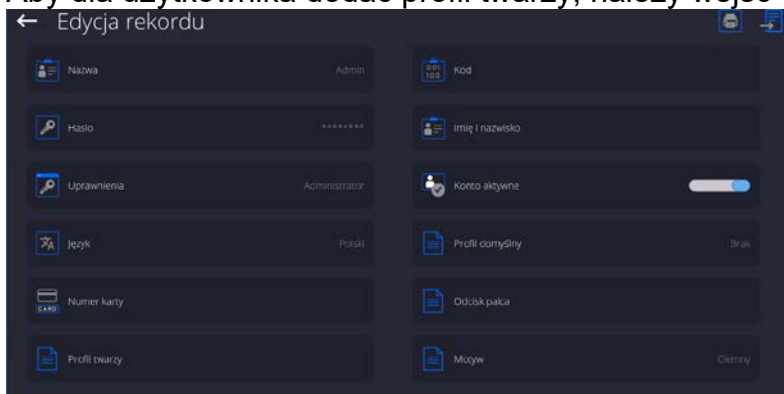 Aby dla użytkownika dodać profil twarzy, należy wejść
Edycja rekordu
Nazwa Admin
Kod
Hasło ********
Imię i nazwisko
Uprawnienia Administrator
Konto aktywne
Język Polski
Profil domyślny Brak
CARD
Numer karty
Odcisk palca
Profil twarzy
Motyw Ciemny